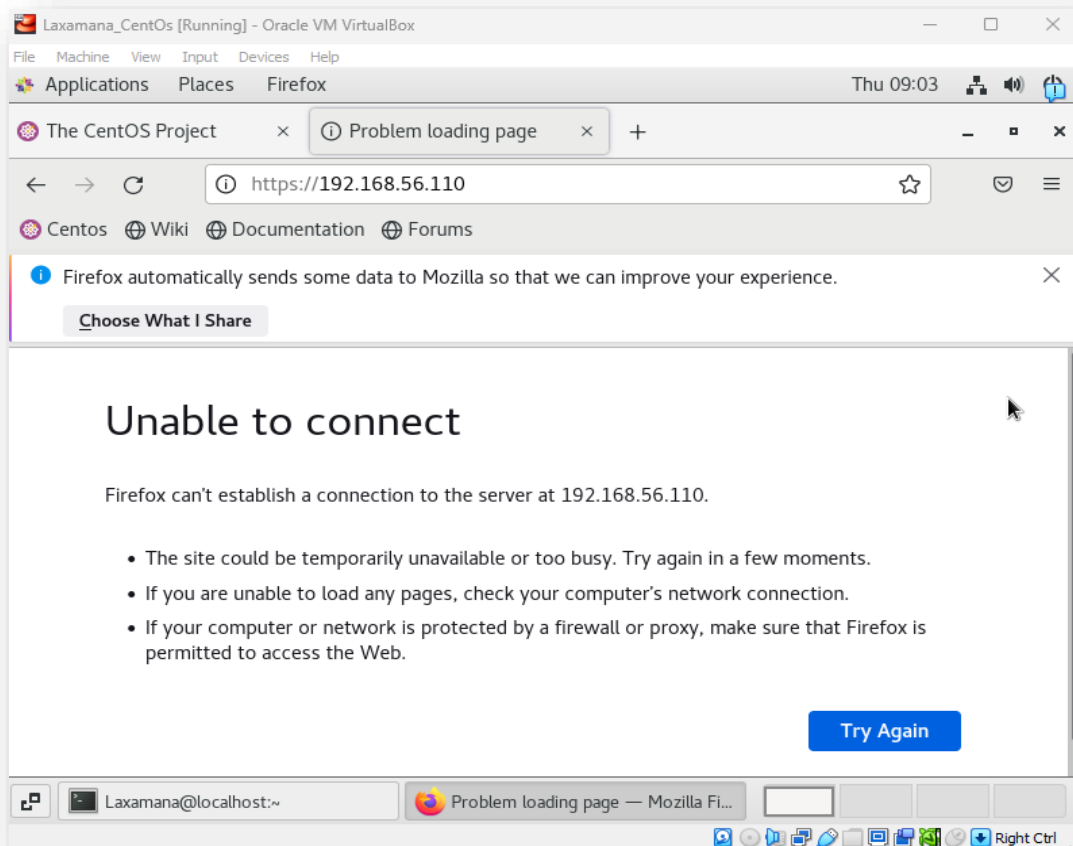 Laxamana_CentOs [Running] - Oracle VM VirtualBox
File Machine View Input Devices Help
Applications Places Firefox Thu 09:03
The CentOS Project Problem loading page
https://192.168.56.110
Centos Wiki Documentation Forums
Firefox automatically sends some data to Mozilla so that we can improve your experience.
Choose What I Share
Unable to connect
Firefox can't establish a connection to the server at 192.168.56.110.
• The site could be temporarily unavailable or too busy. Try again in a few moments.
• If you are unable to load any pages, check your computer's network connection.
• If your computer or network is protected by a firewall or proxy, make sure that Firefox is
permitted to access the Web.
Try Again
Laxamana@localhost:~ Problem loading page — Mozilla Fi...
Right Ctrl